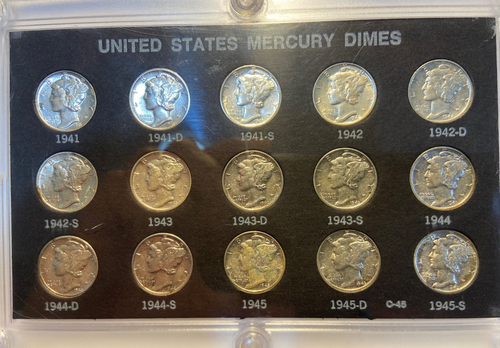 UNITED STATES MERCURY DIMES
1941 1941-D 1941-S 1942 1942-D
1942-S 1943 1943-D 1943-S 1944
1944-D 1944-S 1945 1945-D C-45 1945-S